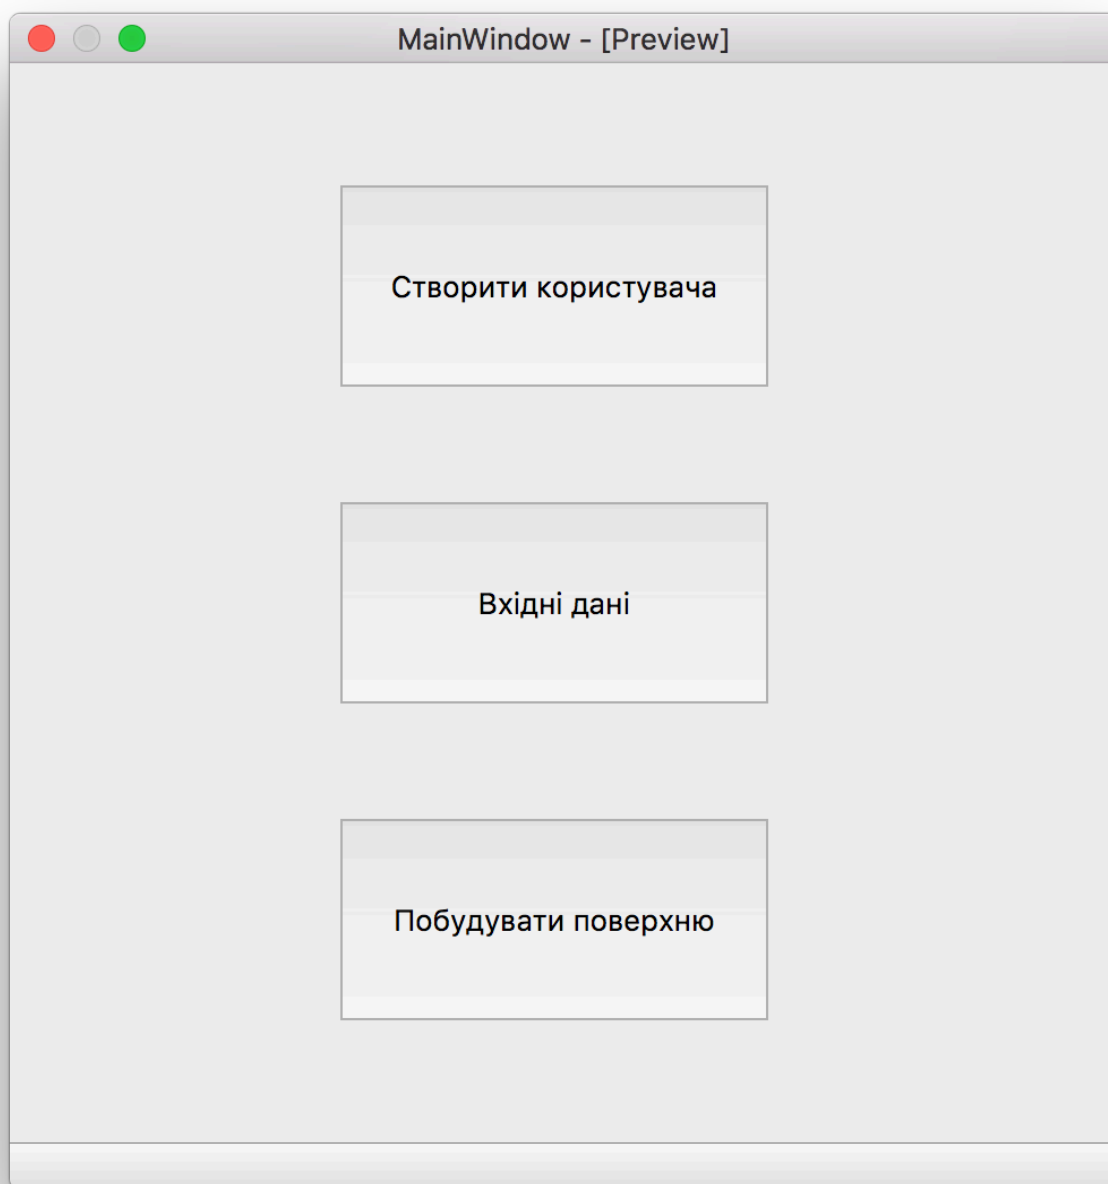 MainWindow - [Preview]
Створити користувача
Вхідні дані
Побудувати поверхню